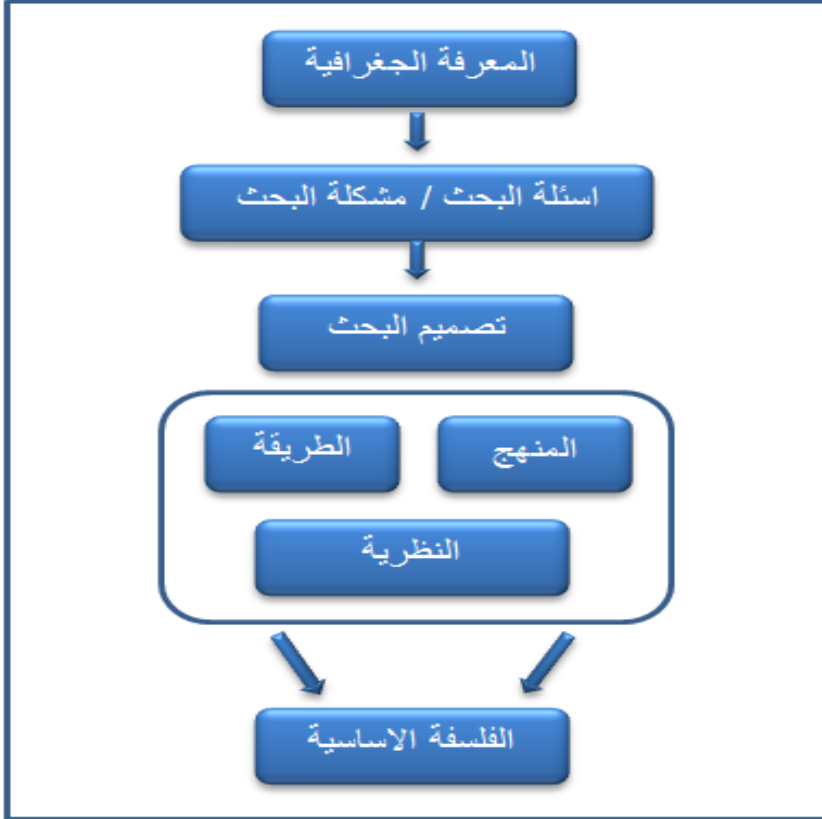 المعرفة الجغرافية
اسئلة البحث / مشكلة البحث
تصميم البحث
المنهج
الطريقة
النظرية
الفلسفة الاساسية